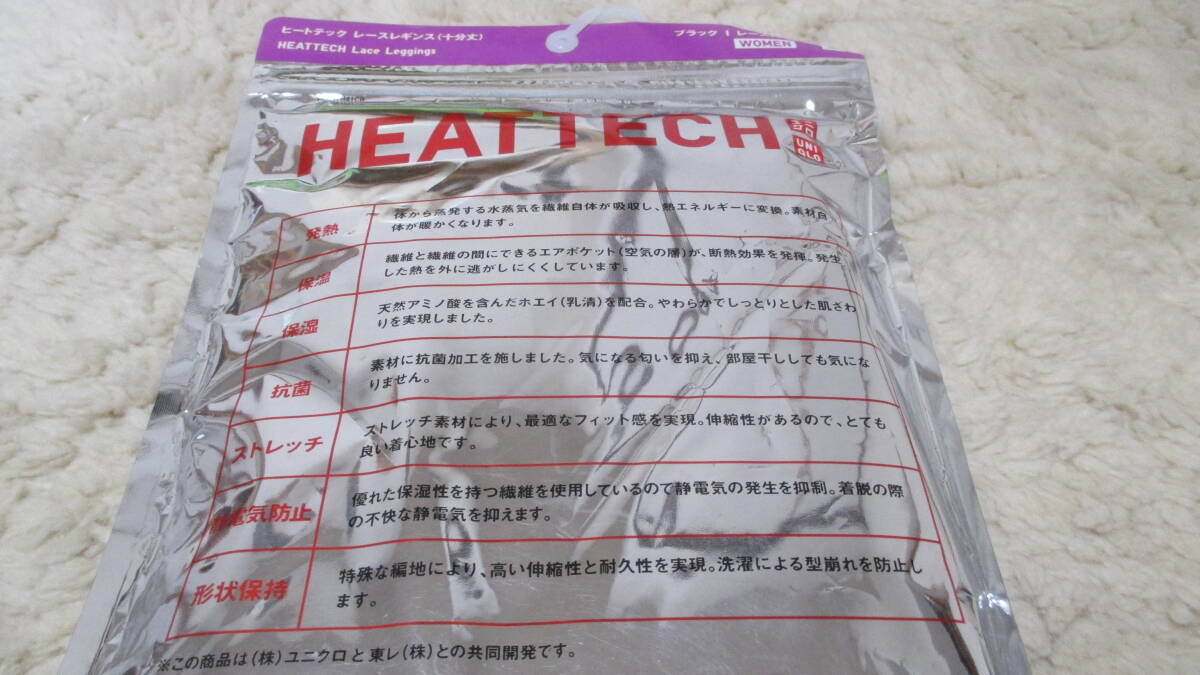 ヒートテック レースレギンス(十分丈)
HEATTECH Lace Leggings
ブラック
WOMEN
HEATTECH
ユニ
クロ
UNI
QLO
発熱
体から蒸発する水蒸気を繊維自体が吸収し、熱エネルギーに変換。素材自
体が暖かくなります。
保温
繊維と繊維の間にできるエアポケット(空気の層)が、断熱効果を発揮。発生
した熱を外に逃がしにくくしています。
保湿
天然アミノ酸を含んだホエイ(乳清)を配合。やわらかでしっとりとした肌ざわ
りを実現しました。
抗菌
素材に抗菌加工を施しました。気になる匂いを抑え、部屋干ししても気にな
りません。
ストレッチ
ストレッチ素材により、最適なフィット感を実現。伸縮性があるので、とても
良い着心地です。
静電気防止
優れた保湿性を持つ繊維を使用しているので静電気の発生を抑制。着脱の際
の不快な静電気を抑えます。
形状保持
特殊な編地により、高い伸縮性と耐久性を実現。洗濯による型崩れを防止し
ます。
※この商品は(株)ユニクロと東レ(株)との共同開発です。